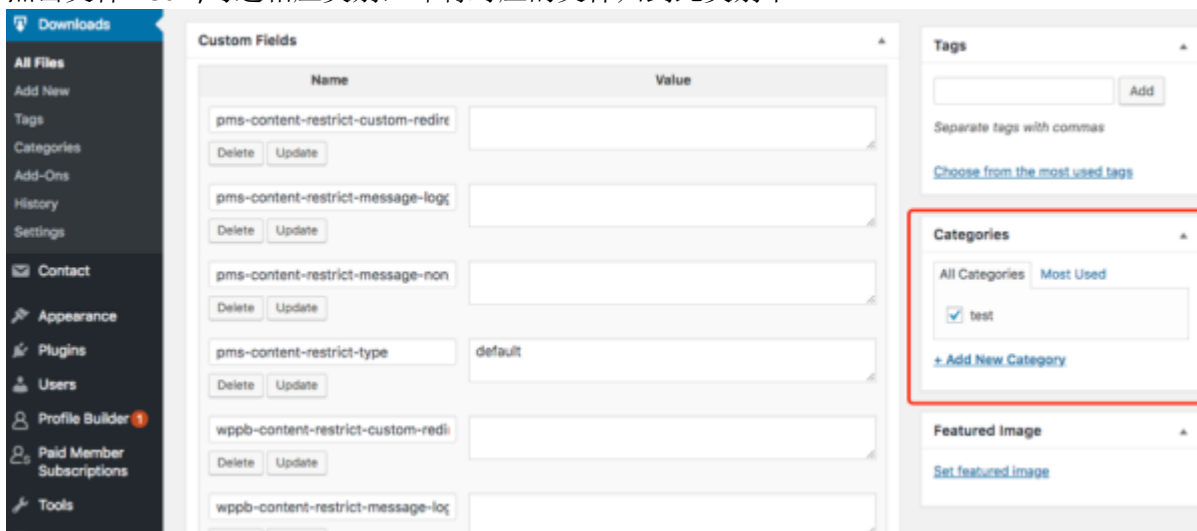 Downloads
All Files
Add New
Tags
Categories
Add-Ons
History
Settings
Contact
Appearance
Plugins
Users
Profile Builder 1
Paid Member
Subscriptions
Tools
Custom Fields
Name Value
pms-content-restrict-custom-redire
Delete Update
pms-content-restrict-message-logg
Delete Update
pms-content-restrict-message-non
Delete Update
pms-content-restrict-type default
Delete Update
wppb-content-restrict-custom-redi
Delete Update
wppb-content-restrict-message-log
Tags
Add
Separate tags with commas
Choose from the most used tags
Categories
All Categories Most Used
test
+ Add New Category
Featured Image
Set featured image